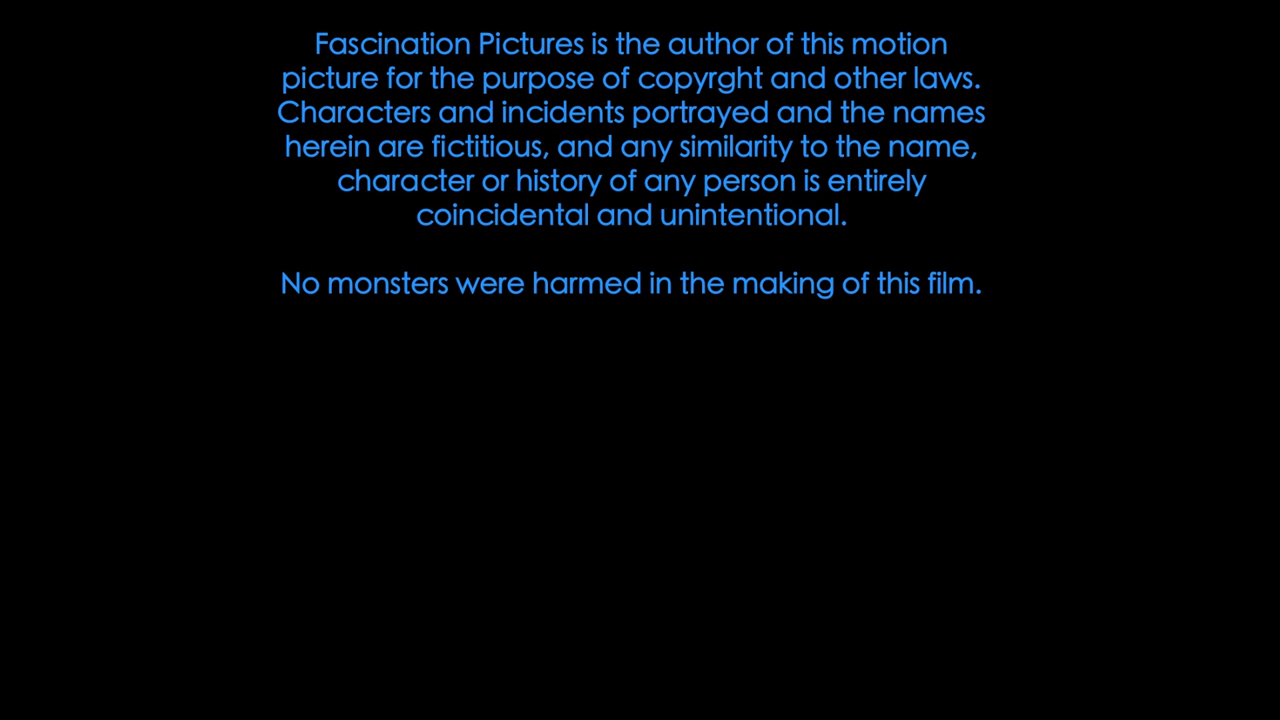 Fascination Pictures is the author of this motion
picture for the purpose of copyrght and other laws.
Characters and incidents portrayed and the names
herein are fictitious, and any similarity to the name,
character or history of any person is entirely
coincidental and unintentional.
No monsters were harmed in the making of this film.